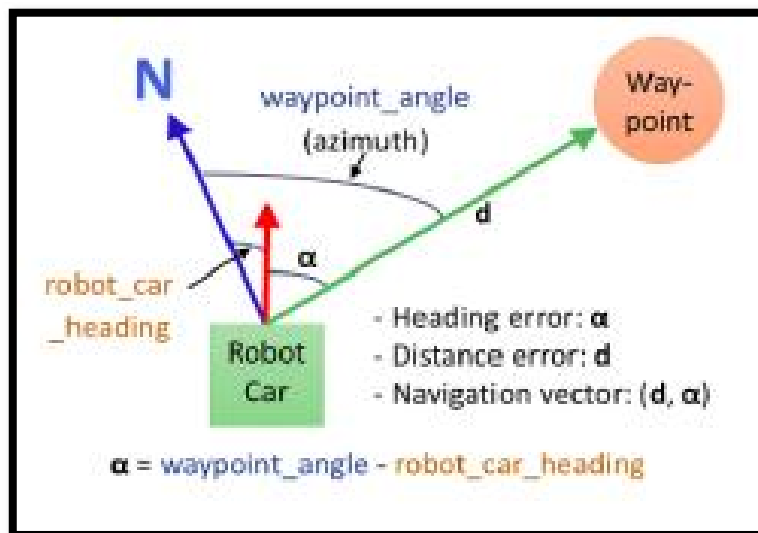 N
waypoint_angle
(azimuth)
Way-
point
d
α
robot_car
_heading
Robot
Car
- Heading error: α
- Distance error: d
- Navigation vector: (d, α)
α = waypoint_angle - robot_car_heading